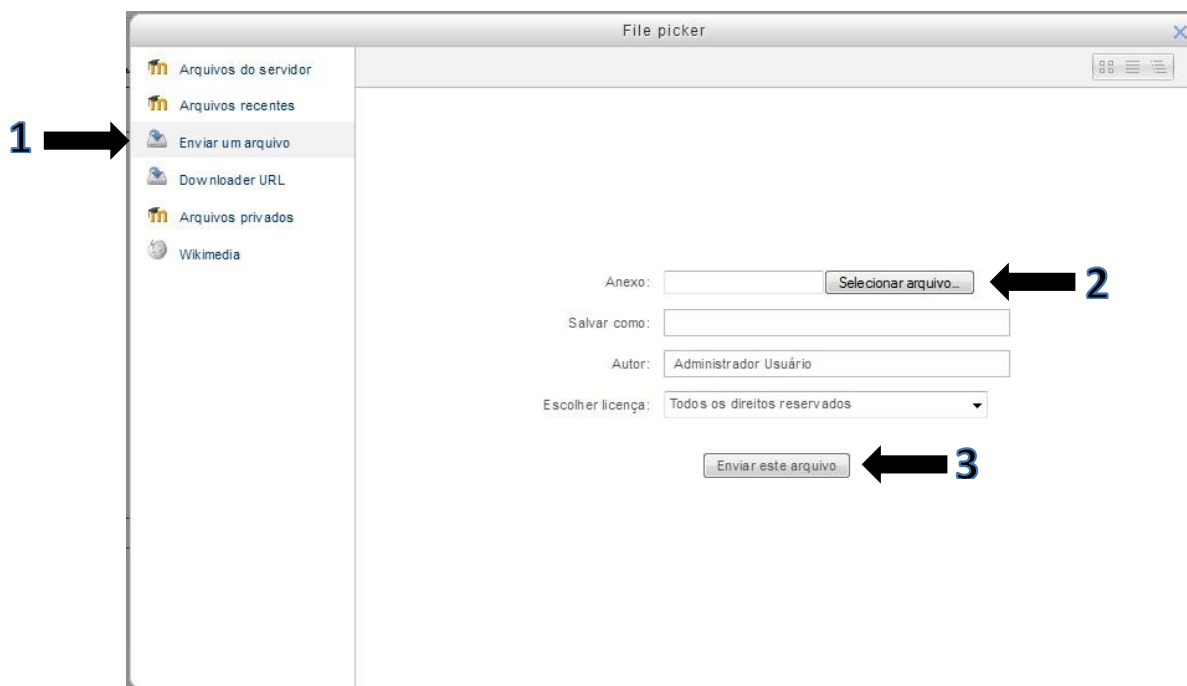 File picker
Arquivos do servidor
Arquivos recentes
1
Enviar um arquivo
Downloader URL
Arquivos privados
Wikimedia
Anexo: Selecionar arquivo... 2
Salvar como:
Autor: Administrador Usuário
Escolher licença: Todos os direitos reservados
Enviar este arquivo 3